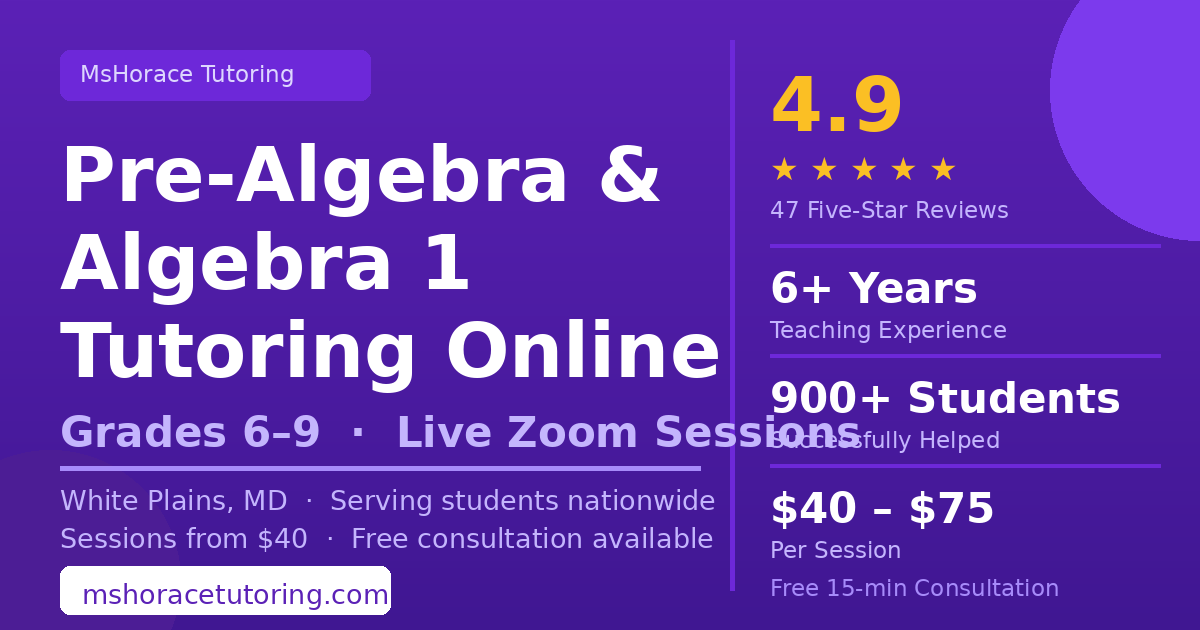 MsHorace Tutoring
Pre-Algebra &
Algebra 1
Tutoring Online
Grades 6–9 · Live Zoom Sessions
White Plains, MD · Serving students nationwide
Sessions from $40 · Free consultation available
mshoracetutoring.com
4.9
★ ★ ★ ★ ★
47 Five-Star Reviews
6+ Years
Teaching Experience
900+ Students
Successfully Helped
$40 – $75
Per Session
Free 15-min Consultation